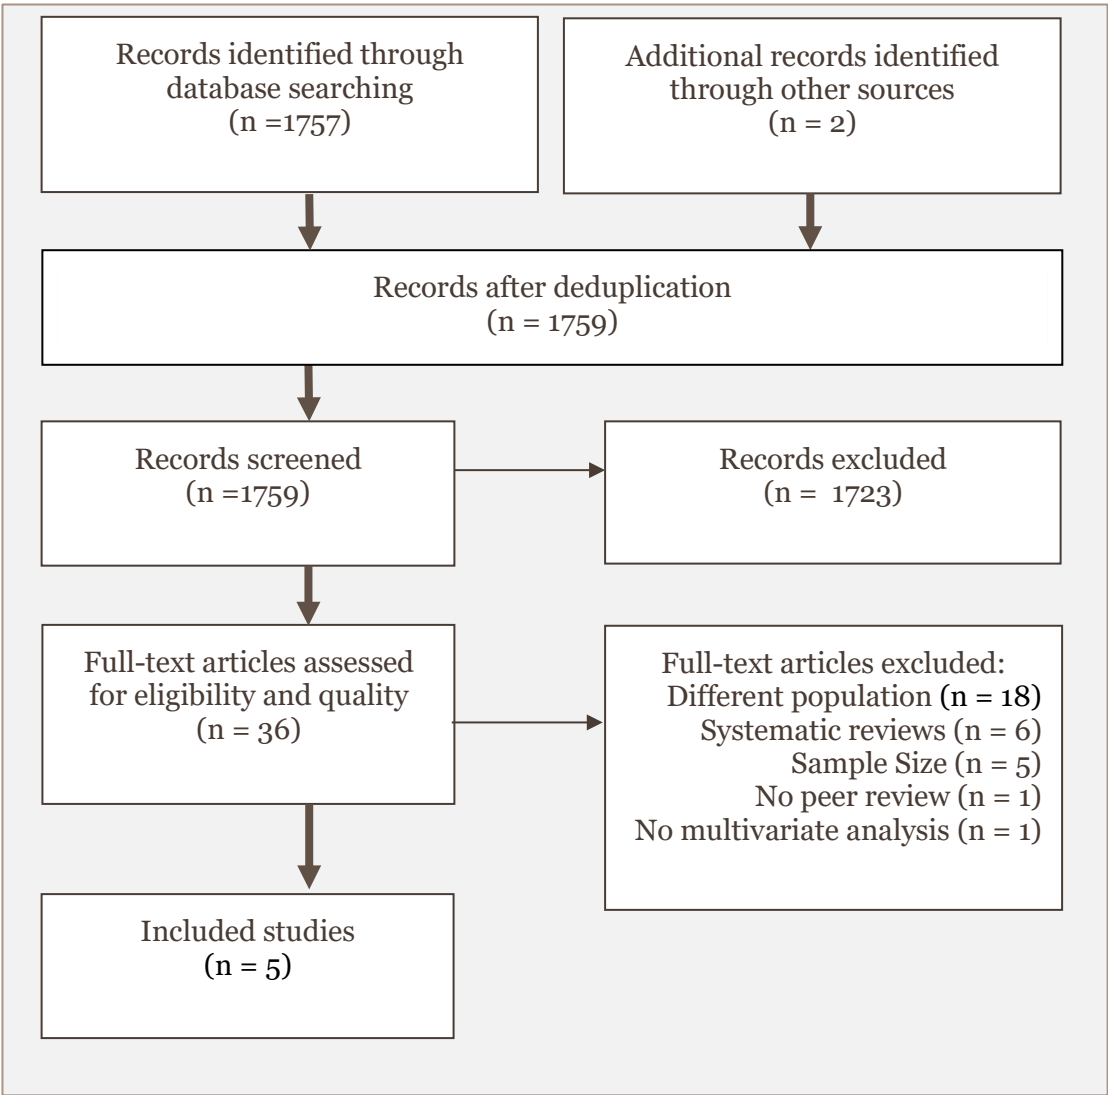 Records identified through
database searching
(n =1757)
Additional records identified
through other sources
(n = 2)
Records after deduplication
(n = 1759)
Records screened
(n =1759)
Records excluded
(n =  1723)
Full-text articles assessed
for eligibility and quality
(n = 36)
Full-text articles excluded:
Different population (n = 18)
Systematic reviews (n = 6)
Sample Size (n = 5)
No peer review (n = 1)
No multivariate analysis (n = 1)
Included studies
(n = 5)